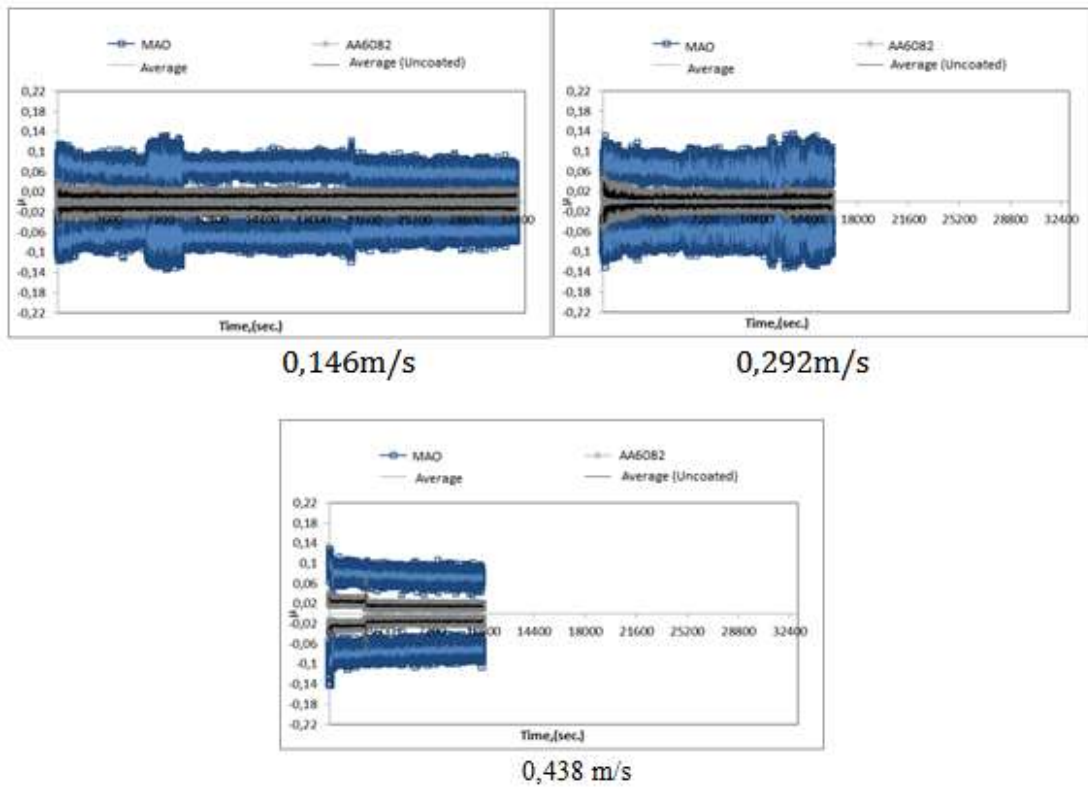 MAO AA6082
Average Average (Uncoated)
0,22
0,18
0,14
0,1
0,06
0,02
-0,02
-0,06
-0,1
-0,14
-0,18
-0,22
μ
Time,(sec.)
0,146m/s
MAO AA6082
Average Average (Uncoated)
0,22
0,18
0,14
0,1
0,06
0,02
-0,02
-0,06
-0,1
-0,14
-0,18
-0,22
μ
18000 21600 25200 28800 32400
Time,(sec.)
0,292m/s
MAO AA6082
Average Average (Uncoated)
0,22
0,18
0,14
0,1
0,06
0,02
-0,02
-0,06
-0,1
-0,14
-0,18
-0,22
μ
14400 18000 21600 25200 28800 32400
Time,(sec.)
0,438 m/s